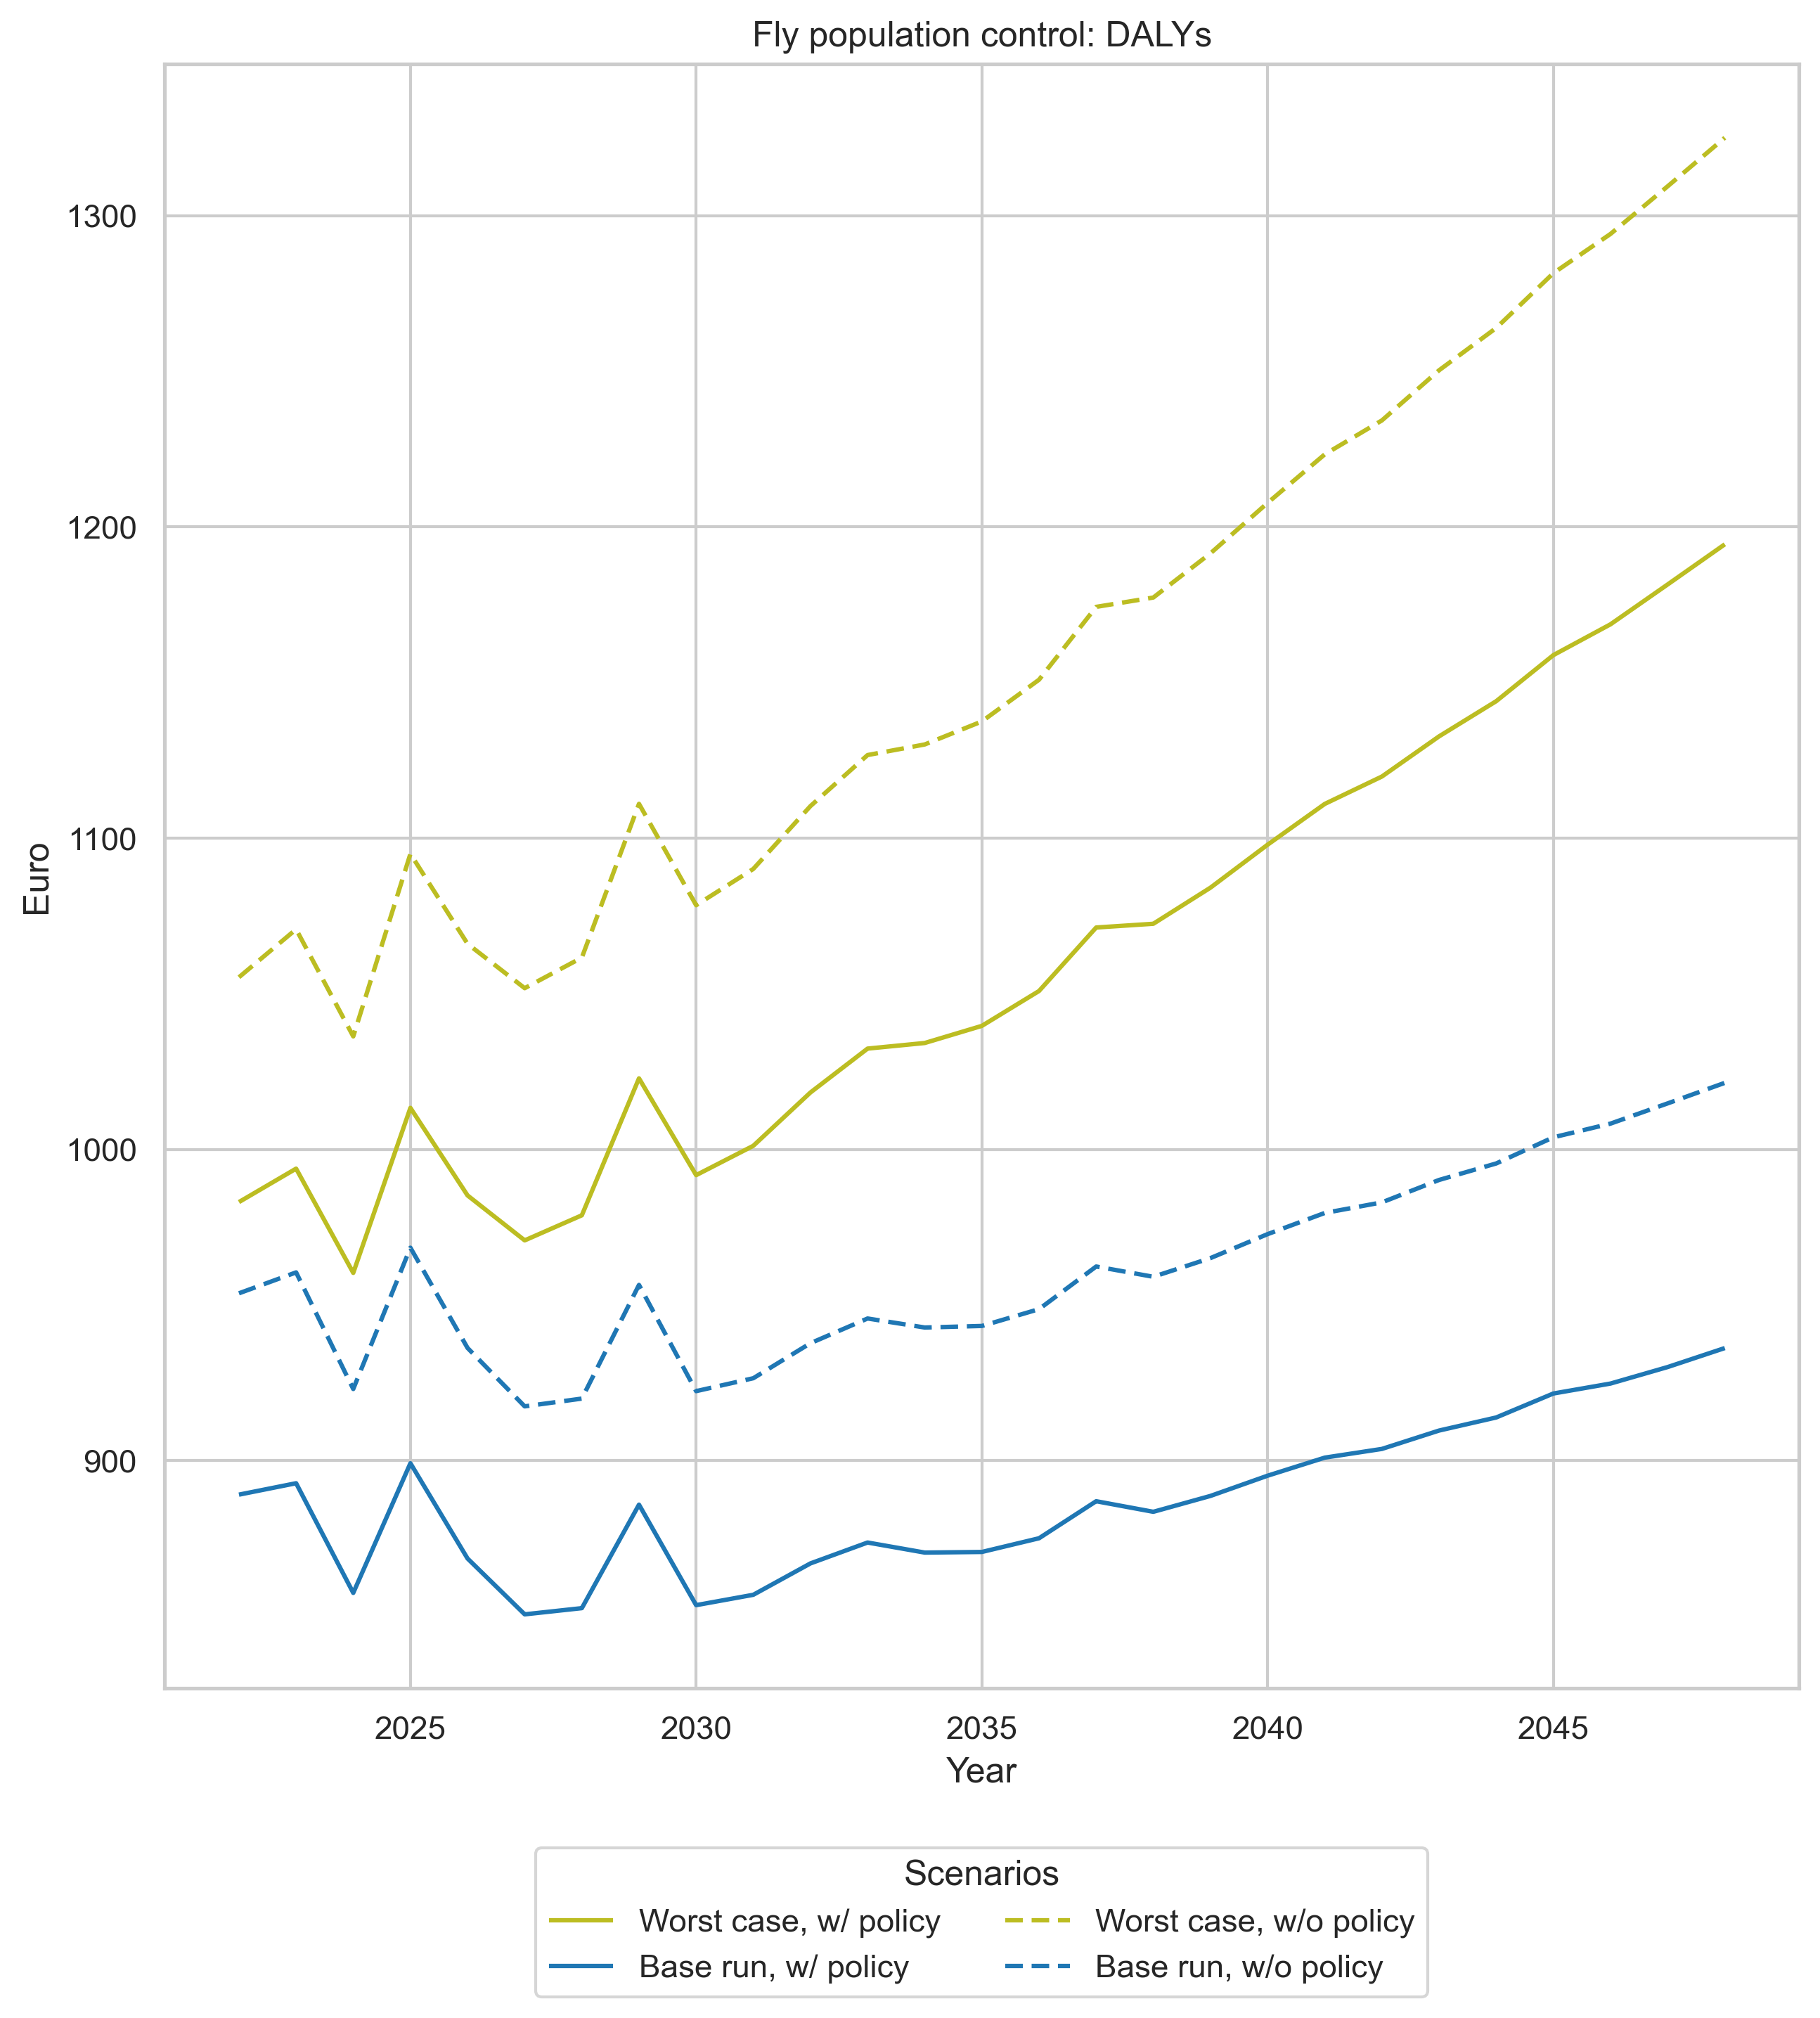 Fly population control: DALYs
1300
1200
1100
1000
900
Euro
2025 2030 2035 2040 2045
Year
Scenarios
Worst case, w/ policy Worst case, w/o policy
Base run, w/ policy Base run, w/o policy